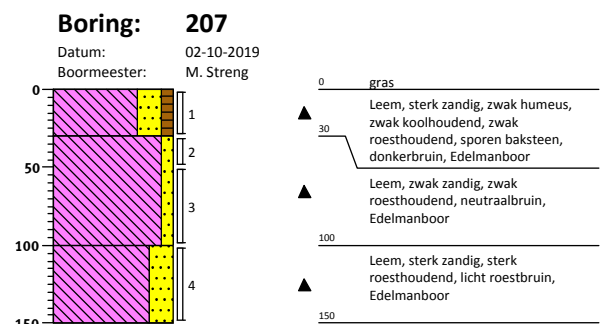 Boring: 207
Datum: 02-10-2019
Boormeester: M. Streng
0
50
100
150
1
2
3
4
0 gras
Leem, sterk zandig, zwak humeus,
zwak koolhoudend, zwak
roesthoudend, sporen baksteen,
donkerbruin, Edelmanboor
30
Leem, zwak zandig, zwak
roesthoudend, neutraalbruin,
Edelmanboor
100
Leem, sterk zandig, sterk
roesthoudend, licht roestbruin,
Edelmanboor
150